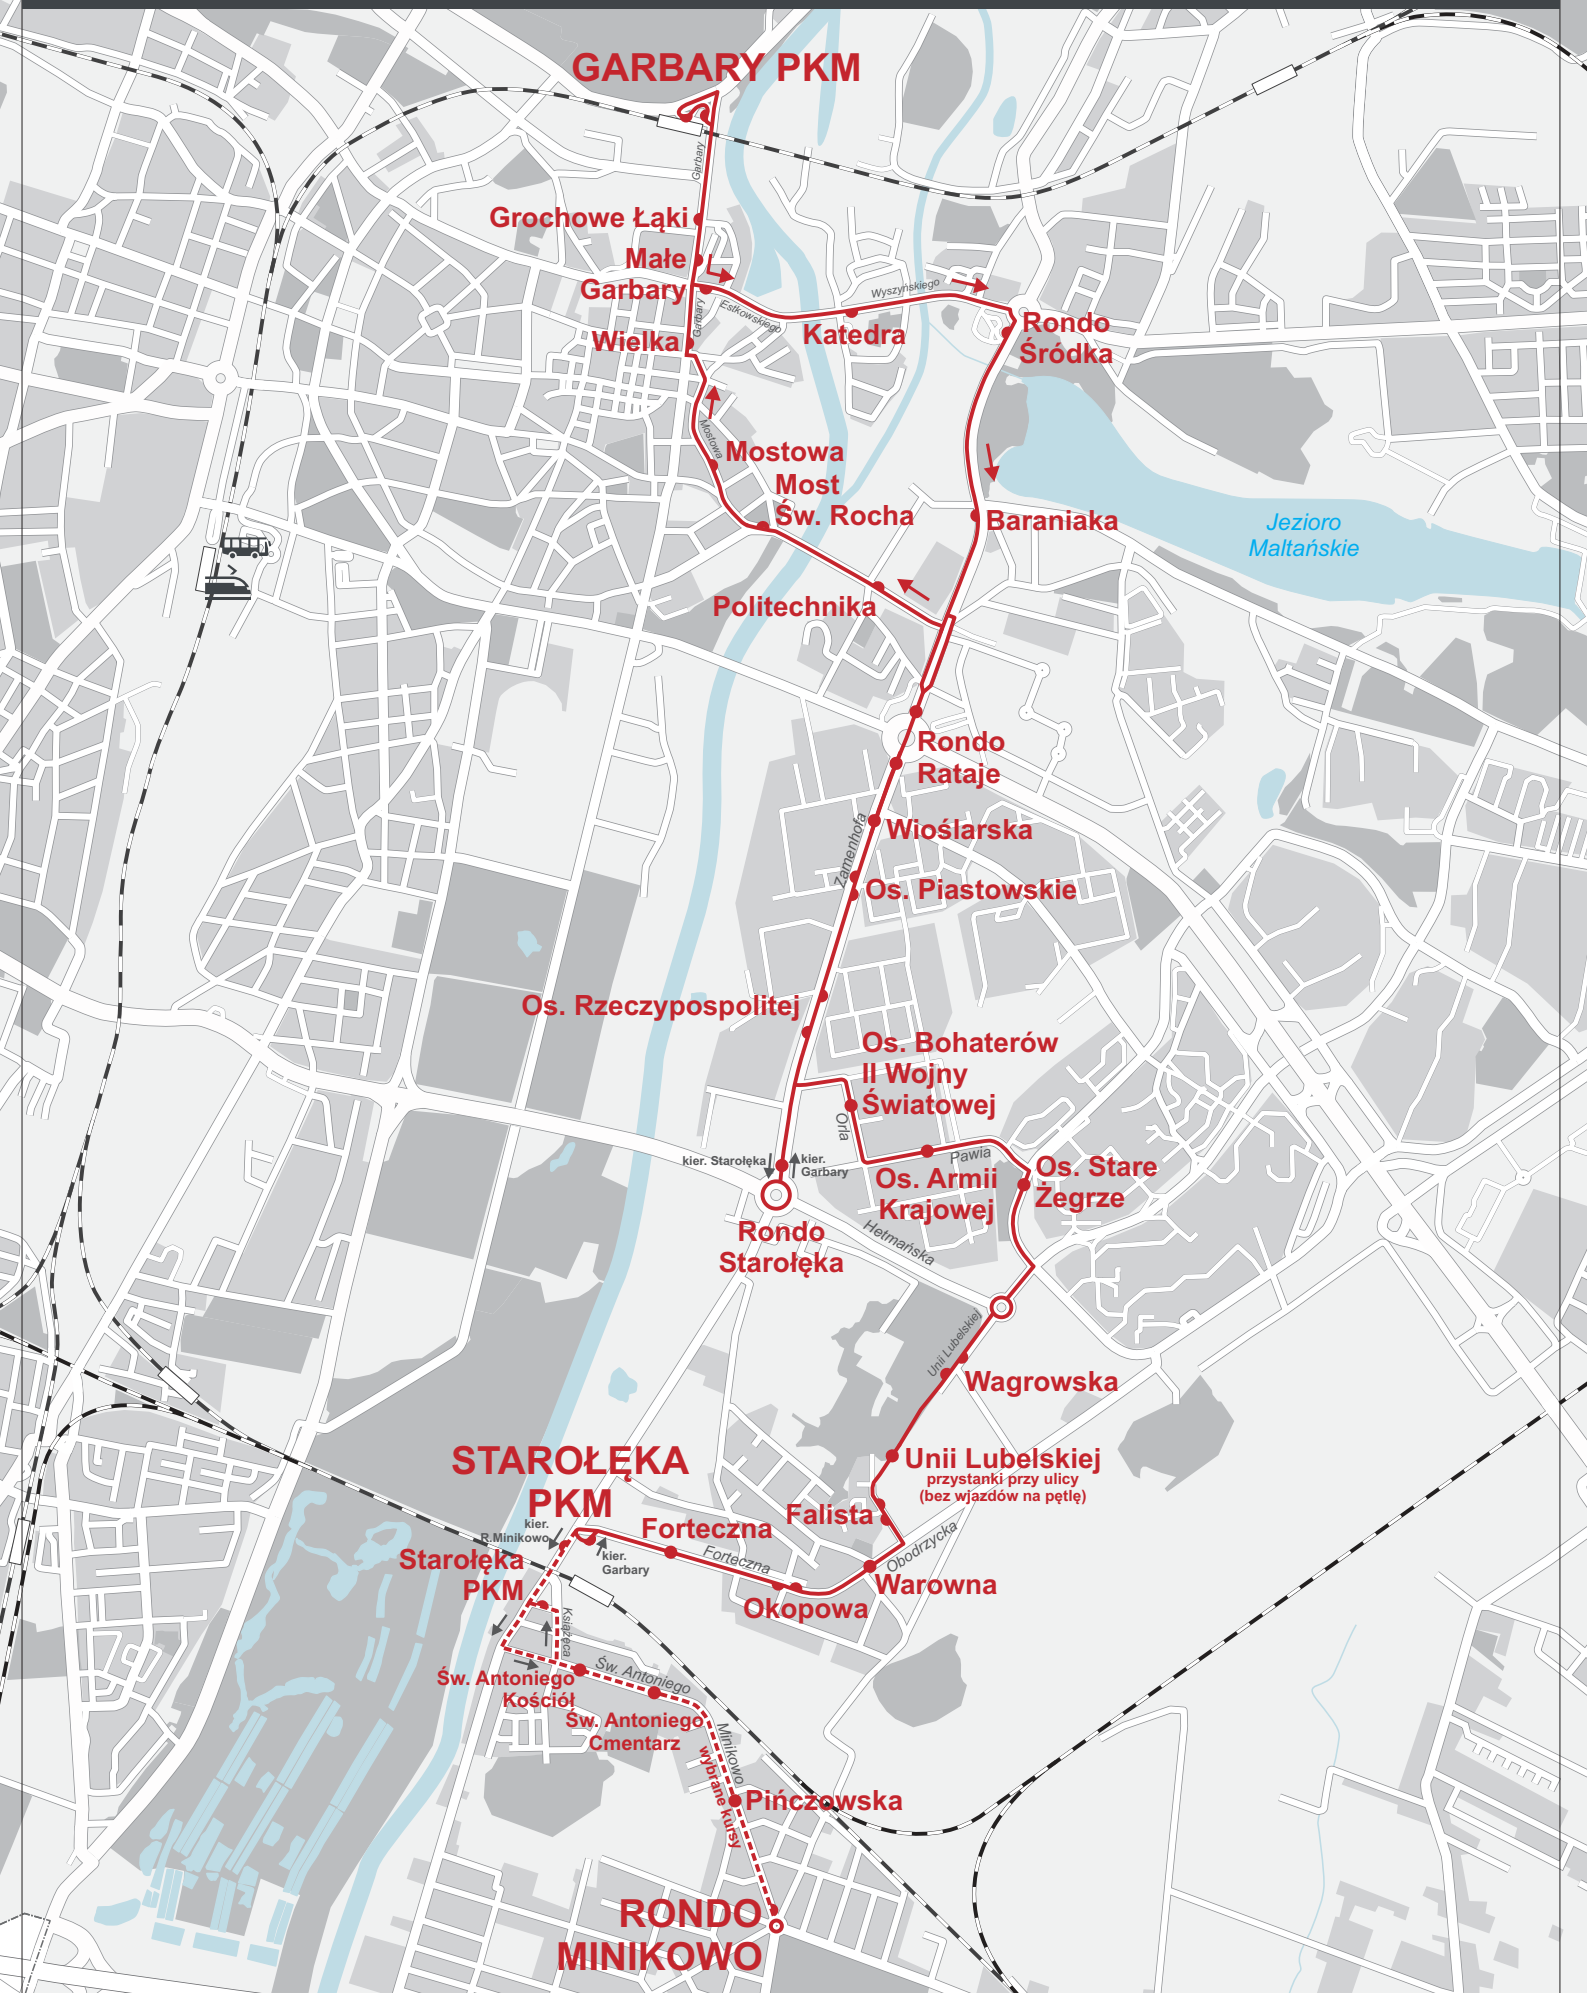 GARBARY PKM
Garbary
Grochowe Łąki
Małe
Garbary
Garbary
Estkowskiego
Wyszyńskiego
Katedra
Rondo
Śródka
Wielka
Mostowa
Mostowa
Most
Św. Rocha
Baraniaka
Jezioro
Maltańskie
Politechnika
Rondo
Rataje
Zamenhofa
Wioślarska
Os. Piastowskie
Os. Rzeczypospolitej
Os. Bohaterów
II Wojny
Światowej
Orla
kier. Starołęka
kier.
Garbary
Pawia
Os. Armii
Krajowej
Os. Stare
Żegrze
Rondo
Starołęka
Hetmańska
Unii Lubelskiej
Wagrowska
Unii Lubelskiej
przystanki przy ulicy
(bez wjazdów na pętlę)
STAROŁĘKA
PKM
Falista
kier.
R.Minikowo
Forteczna
Forteczna
Obodrzycka
Starołęka
PKM
kier.
Garbary
Warowna
Okopowa
Książęca
Św. Antoniego
Kościół
Św. Antoniego
Św. Antoniego
Cmentarz
Minikowo
wybrane kursy
Pińczowska
RONDO
MINIKOWO